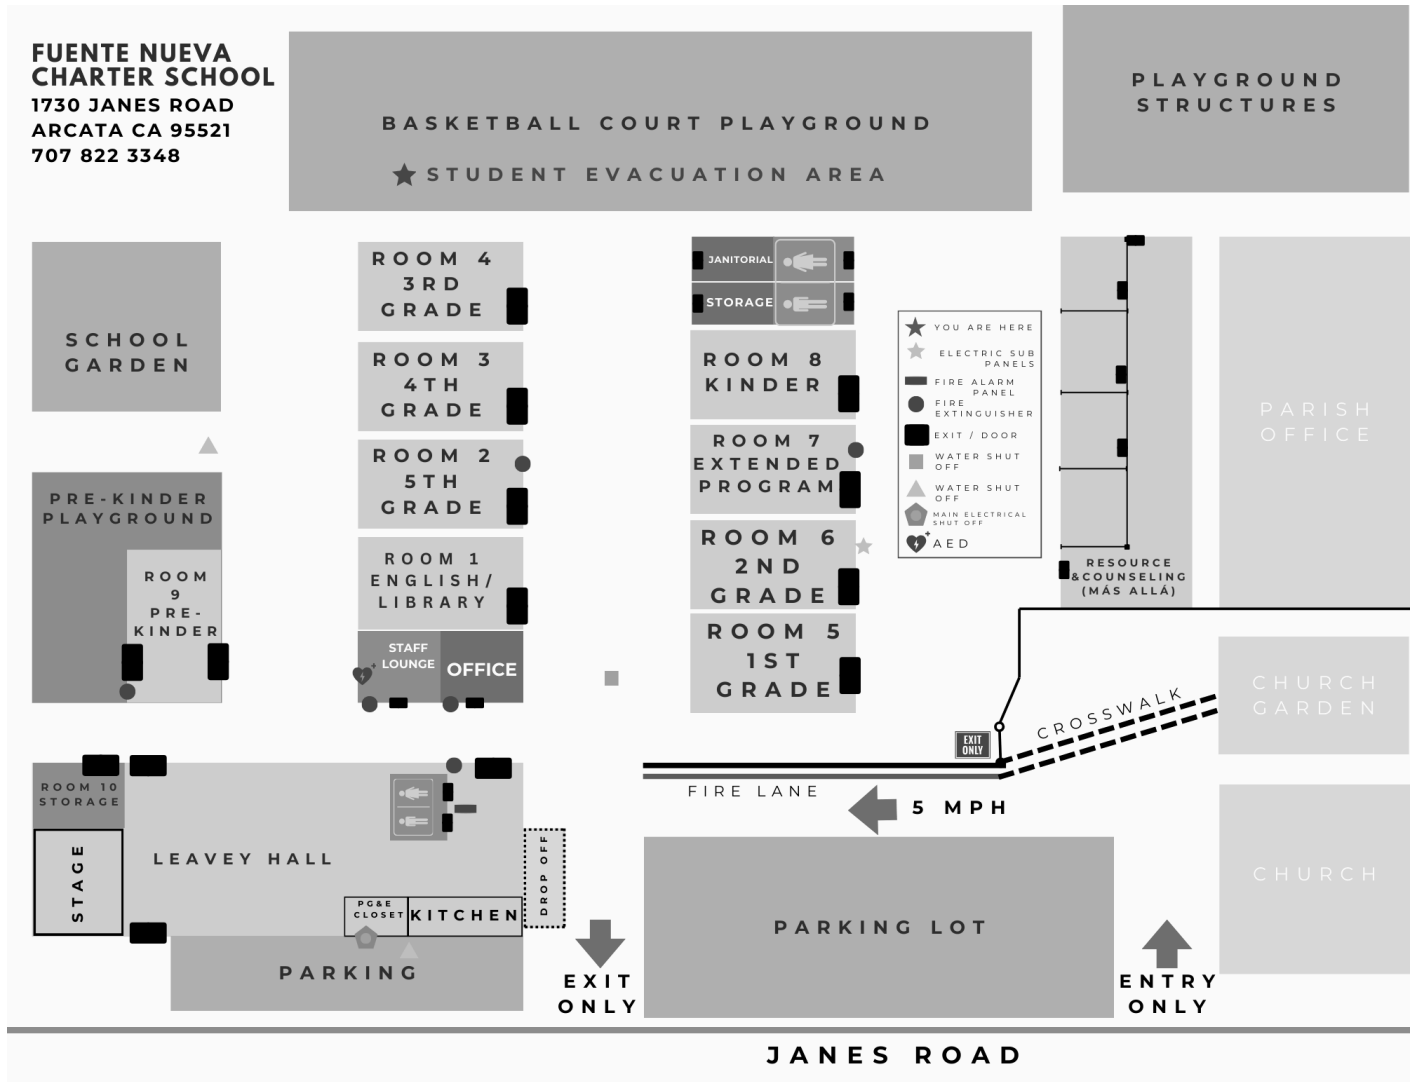 FUENTE NUEVA
CHARTER SCHOOL
1730 JANES ROAD
ARCATA CA 95521
707 822 3348
BASKETBALL COURT PLAYGROUND
STUDENT EVACUATION AREA
PLAYGROUND
STRUCTURES
SCHOOL
GARDEN
PRE-KINDER
PLAYGROUND
ROOM
9
PRE-
KINDER
ROOM 4
3RD
GRADE
ROOM 3
4TH
GRADE
ROOM 2
5TH
GRADE
ROOM 1
ENGLISH/
LIBRARY
STAFF
LOUNGE
OFFICE
JANITORIAL
STORAGE
ROOM 8
KINDER
ROOM 7
EXTENDED
PROGRAM
ROOM 6
2ND
GRADE
ROOM 5
1ST
GRADE
YOU ARE HERE
ELECTRIC SUB
PANELS
FIRE ALARM
PANEL
FIRE
EXTINGUISHER
EXIT / DOOR
WATER SHUT
OFF
WATER SHUT
OFF
MAIN ELECTRICAL
SHUT OFF
AED
RESOURCE
&COUNSELING
(MÁS ALLÁ)
PARISH
OFFICE
CHURCH
GARDEN
CHURCH
CROSSWALK
EXIT
ONLY
FIRE LANE
5 MPH
ROOM 10
STORAGE
STAGE
LEAVEY HALL
PG&E
CLOSET
KITCHEN
DROP OFF
PARKING
EXIT
ONLY
PARKING LOT
ENTRY
ONLY
JANES ROAD